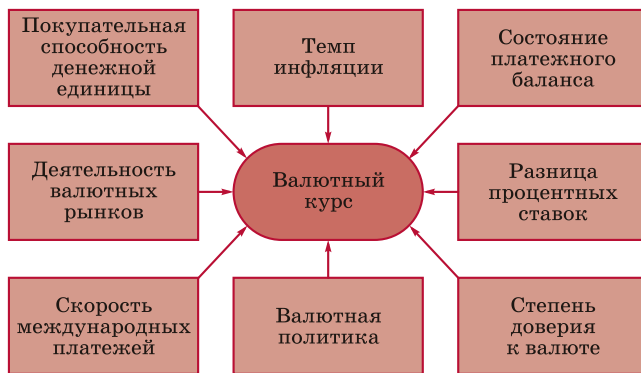 Покупательная
способность
денежной
единицы
Темп
инфляции
Состояние
платежного
баланса
Деятельность
валютных
рынков
Валютный
курс
Разница
процентных
ставок
Скорость
международных
платежей
Валютная
политика
Степень
доверия
к валюте